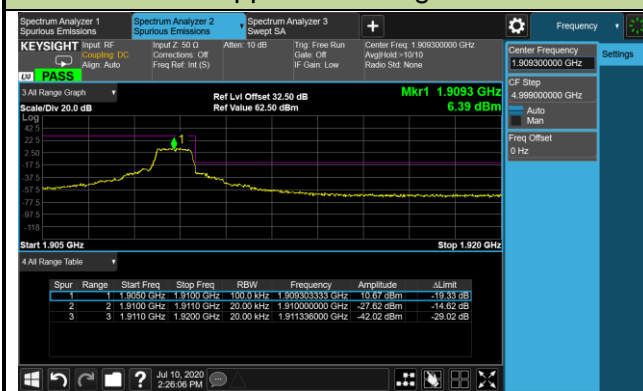 Spectrum Analyzer 1
Spurious Emissions
Spectrum Analyzer 2
Spurious Emissions
Spectrum Analyzer 3
Swept SA
+
Frequency
KEYSIGHT
Input: RF
Coupling: DC
Align: Auto
Input Z: 50 Ω
Corrections: Off
Freq Ref: Int (S)
Atten: 10 dB
Trig: Free Run
Gate: Off
IF Gain: Low
Center Freq: 1.909300000 GHz
Avg|Hold:>10/10
Radio Std: None
LXI
PASS
Center Frequency
1.909300000 GHz
Settings
CF Step
4.999000000 GHz
Auto
Man
Freq Offset
0 Hz
3 All Range Graph
Scale/Div 20.0 dB
Ref Lvl Offset 32.50 dB
Ref Value 62.50 dBm
Mkr1 1.9093 GHz
6.39 dBm
Log
42.5
22.5
2.50
-17.5
-37.5
-57.5
-77.5
-97.5
-118
1
Start 1.905 GHz
Stop 1.920 GHz
4 All Range Table
Spur Range Start Freq Stop Freq RBW Frequency Amplitude ΔLimit
1 1 1.9050 GHz 1.9100 GHz 100.0 kHz 1.909303333 GHz 10.67 dBm -19.33 dB
2 2 1.9100 GHz 1.9110 GHz 20.00 kHz 1.910000000 GHz -27.62 dBm -14.62 dB
3 3 1.9110 GHz 1.9200 GHz 20.00 kHz 1.911336000 GHz -42.02 dBm -29.02 dB
?
Jul 10, 2020
2:26:06 PM